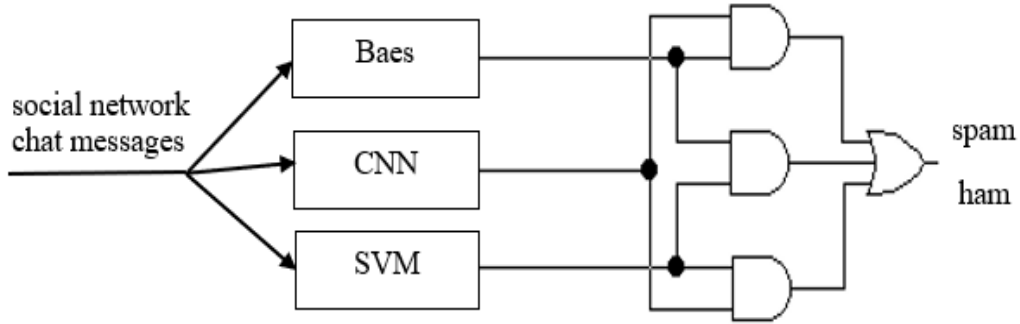 social network
chat messages
Baes
CNN
SVM
spam
ham